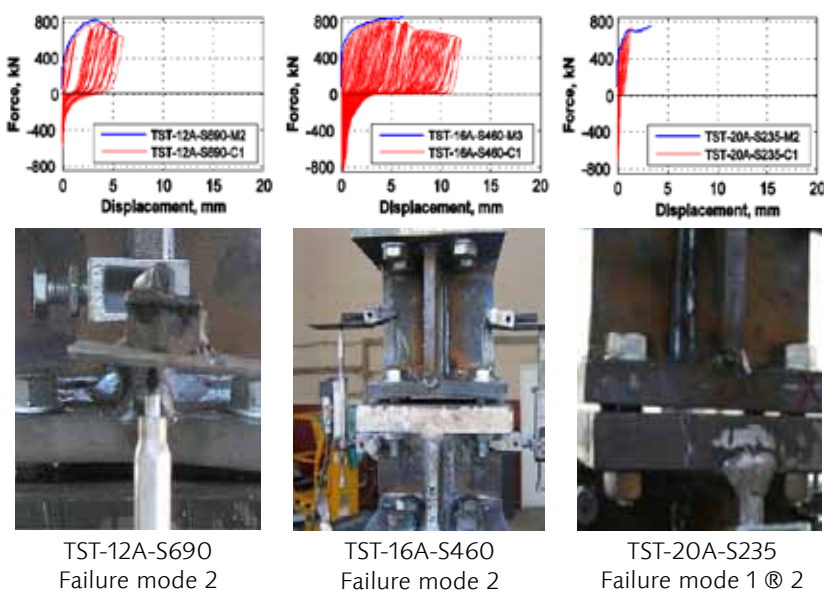 Force, kN
800
400
0
-400
-800
TST-12A-S690-M2
TST-12A-S690-C1
0 5 10 15 20
Displacement, mm
Force, kN
800
400
0
-400
-800
TST-16A-S460-M3
TST-16A-S460-C1
0 5 10 15 20
Displacement, mm
Force, kN
800
400
0
-400
-800
TST-20A-S235-M2
TST-20A-S235-C1
0 5 10 15 20
Displacement, mm
TST-12A-S690
Failure mode 2
TST-16A-S460
Failure mode 2
TST-20A-S235
Failure mode 1 ® 2